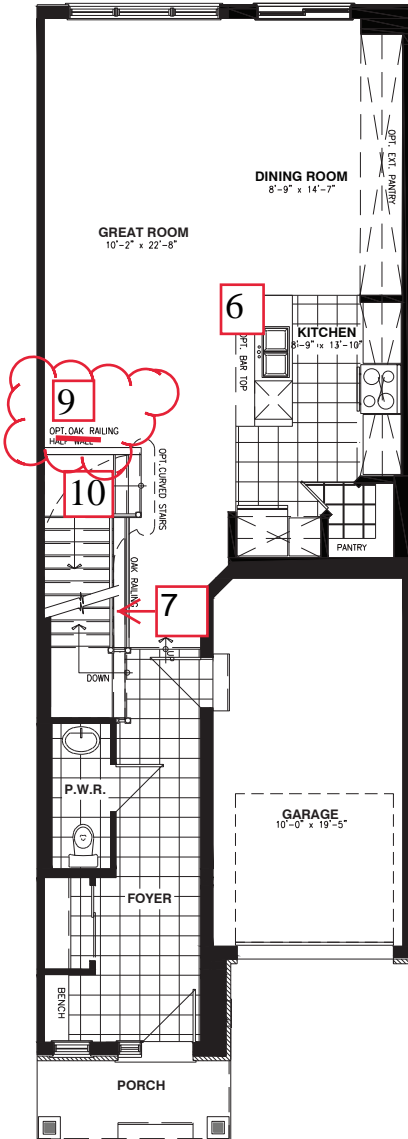 DINING ROOM
8'-9" x 14'-7"
OPT. EXT. PANTRY
GREAT ROOM
10'-2" x 22'-8"
6
KITCHEN
8'-9" x 13'-10"
OPT. BAR TOP
9
OPT. OAK RAILING
HALF WALL
10
OPT. CURVED STAIRS
PANTRY
OAK RAILING
7
UP
DOWN
P.W.R.
GARAGE
10'-0" x 19'-5"
FOYER
BENCH
PORCH